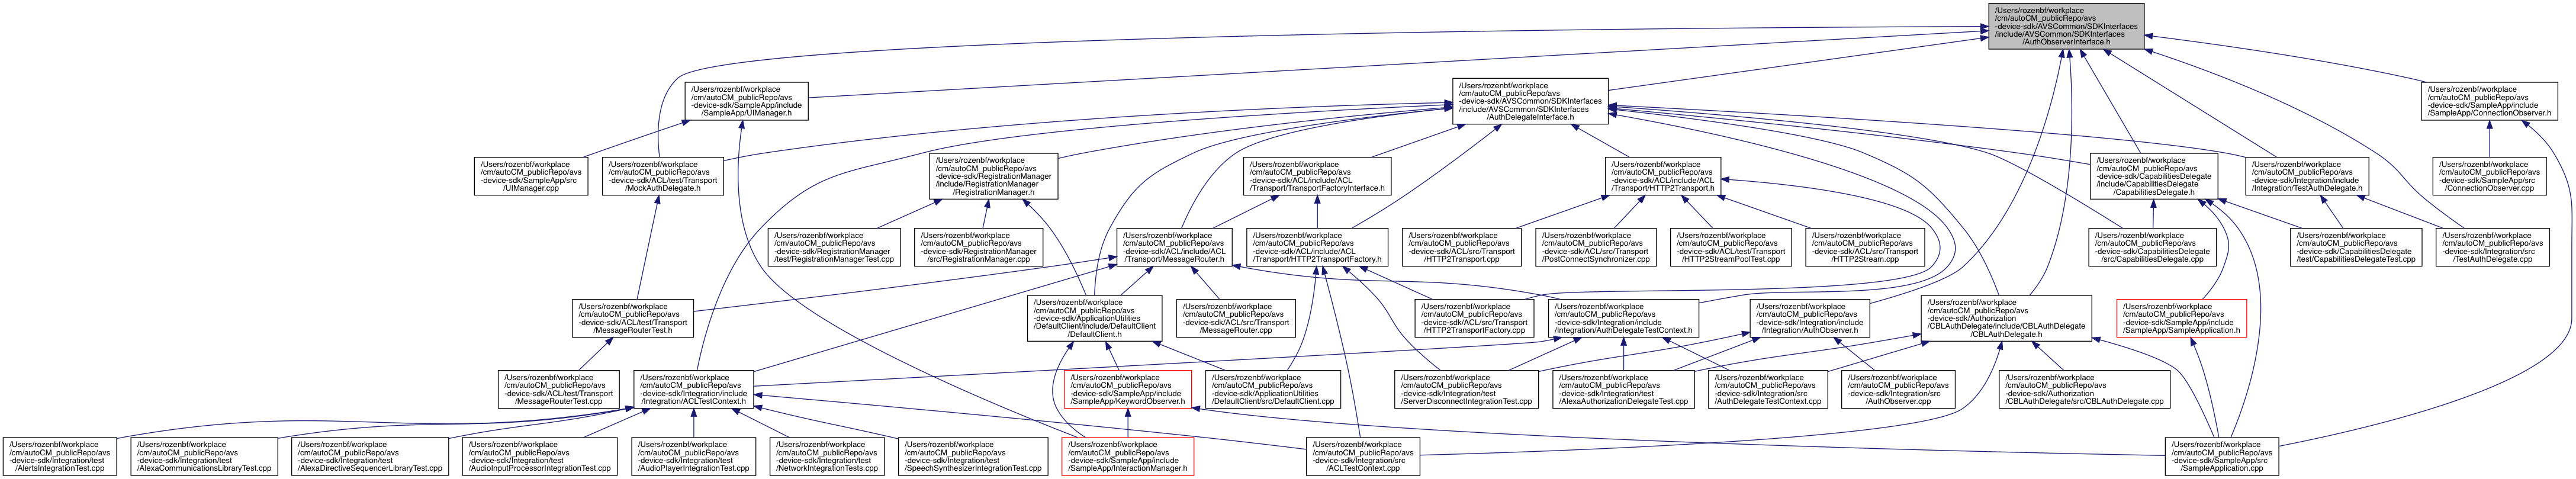 /Users/rozenbf/workplace
/cm/autoCM_publicRepo/avs
-device-sdk/AVSCommon/SDKInterfaces
/include/AVSCommon/SDKInterfaces
/AuthObserverInterface.h
/Users/rozenbf/workplace
/cm/autoCM_publicRepo/avs
-device-sdk/SampleApp/include
/SampleApp/UIManager.h
/Users/rozenbf/workplace
/cm/autoCM_publicRepo/avs
-device-sdk/AVSCommon/SDKInterfaces
/include/AVSCommon/SDKInterfaces
/AuthDelegateInterface.h
/Users/rozenbf/workplace
/cm/autoCM_publicRepo/avs
-device-sdk/SampleApp/include
/SampleApp/ConnectionObserver.h
/Users/rozenbf/workplace
/cm/autoCM_publicRepo/avs
-device-sdk/SampleApp/src
/UIManager.cpp
/Users/rozenbf/workplace
/cm/autoCM_publicRepo/avs
-device-sdk/ACL/test/Transport
/MockAuthDelegate.h
/Users/rozenbf/workplace
/cm/autoCM_publicRepo/avs
-device-sdk/RegistrationManager
/include/RegistrationManager
/RegistrationManager.h
/Users/rozenbf/workplace
/cm/autoCM_publicRepo/avs
-device-sdk/ACL/include/ACL
/Transport/TransportFactoryInterface.h
/Users/rozenbf/workplace
/cm/autoCM_publicRepo/avs
-device-sdk/ACL/include/ACL
/Transport/HTTP2Transport.h
/Users/rozenbf/workplace
/cm/autoCM_publicRepo/avs
-device-sdk/CapabilitiesDelegate
/include/CapabilitiesDelegate
/CapabilitiesDelegate.h
/Users/rozenbf/workplace
/cm/autoCM_publicRepo/avs
-device-sdk/Integration/include
/Integration/TestAuthDelegate.h
/Users/rozenbf/workplace
/cm/autoCM_publicRepo/avs
-device-sdk/SampleApp/src
/ConnectionObserver.cpp
/Users/rozenbf/workplace
/cm/autoCM_publicRepo/avs
-device-sdk/RegistrationManager
/test/RegistrationManagerTest.cpp
/Users/rozenbf/workplace
/cm/autoCM_publicRepo/avs
-device-sdk/RegistrationManager
/src/RegistrationManager.cpp
/Users/rozenbf/workplace
/cm/autoCM_publicRepo/avs
-device-sdk/ACL/include/ACL
/Transport/MessageRouter.h
/Users/rozenbf/workplace
/cm/autoCM_publicRepo/avs
-device-sdk/ACL/include/ACL
/Transport/HTTP2TransportFactory.h
/Users/rozenbf/workplace
/cm/autoCM_publicRepo/avs
-device-sdk/ACL/src/Transport
/HTTP2Transport.cpp
/Users/rozenbf/workplace
/cm/autoCM_publicRepo/avs
-device-sdk/ACL/src/Transport
/PostConnectSynchronizer.cpp
/Users/rozenbf/workplace
/cm/autoCM_publicRepo/avs
-device-sdk/ACL/test/Transport
/HTTP2StreamPoolTest.cpp
/Users/rozenbf/workplace
/cm/autoCM_publicRepo/avs
-device-sdk/ACL/src/Transport
/HTTP2Stream.cpp
/Users/rozenbf/workplace
/cm/autoCM_publicRepo/avs
-device-sdk/CapabilitiesDelegate
/src/CapabilitiesDelegate.cpp
/Users/rozenbf/workplace
/cm/autoCM_publicRepo/avs
-device-sdk/CapabilitiesDelegate
/test/CapabilitiesDelegateTest.cpp
/Users/rozenbf/workplace
/cm/autoCM_publicRepo/avs
-device-sdk/Integration/src
/TestAuthDelegate.cpp
/Users/rozenbf/workplace
/cm/autoCM_publicRepo/avs
-device-sdk/ACL/test/Transport
/MessageRouterTest.h
/Users/rozenbf/workplace
/cm/autoCM_publicRepo/avs
-device-sdk/ApplicationUtilities
/DefaultClient/include/DefaultClient
/DefaultClient.h
/Users/rozenbf/workplace
/cm/autoCM_publicRepo/avs
-device-sdk/ACL/src/Transport
/MessageRouter.cpp
/Users/rozenbf/workplace
/cm/autoCM_publicRepo/avs
-device-sdk/ACL/src/Transport
/HTTP2TransportFactory.cpp
/Users/rozenbf/workplace
/cm/autoCM_publicRepo/avs
-device-sdk/Integration/include
/Integration/AuthDelegateTestContext.h
/Users/rozenbf/workplace
/cm/autoCM_publicRepo/avs
-device-sdk/Integration/include
/Integration/AuthObserver.h
/Users/rozenbf/workplace
/cm/autoCM_publicRepo/avs
-device-sdk/Authorization
/CBLAuthDelegate/include/CBLAuthDelegate
/CBLAuthDelegate.h
/Users/rozenbf/workplace
/cm/autoCM_publicRepo/avs
-device-sdk/SampleApp/include
/SampleApp/SampleApplication.h
/Users/rozenbf/workplace
/cm/autoCM_publicRepo/avs
-device-sdk/ACL/test/Transport
/MessageRouterTest.cpp
/Users/rozenbf/workplace
/cm/autoCM_publicRepo/avs
-device-sdk/Integration/include
/Integration/ACLTestContext.h
/Users/rozenbf/workplace
/cm/autoCM_publicRepo/avs
-device-sdk/SampleApp/include
/SampleApp/KeywordObserver.h
/Users/rozenbf/workplace
/cm/autoCM_publicRepo/avs
-device-sdk/ApplicationUtilities
/DefaultClient/src/DefaultClient.cpp
/Users/rozenbf/workplace
/cm/autoCM_publicRepo/avs
-device-sdk/Integration/test
/ServerDisconnectIntegrationTest.cpp
/Users/rozenbf/workplace
/cm/autoCM_publicRepo/avs
-device-sdk/Integration/test
/AlexaAuthorizationDelegateTest.cpp
/Users/rozenbf/workplace
/cm/autoCM_publicRepo/avs
-device-sdk/Integration/src
/AuthDelegateTestContext.cpp
/Users/rozenbf/workplace
/cm/autoCM_publicRepo/avs
-device-sdk/Integration/src
/AuthObserver.cpp
/Users/rozenbf/workplace
/cm/autoCM_publicRepo/avs
-device-sdk/Authorization
/CBLAuthDelegate/src/CBLAuthDelegate.cpp
/Users/rozenbf/workplace
/cm/autoCM_publicRepo/avs
-device-sdk/Integration/test
/AlertsIntegrationTest.cpp
/Users/rozenbf/workplace
/cm/autoCM_publicRepo/avs
-device-sdk/Integration/test
/AlexaCommunicationsLibraryTest.cpp
/Users/rozenbf/workplace
/cm/autoCM_publicRepo/avs
-device-sdk/Integration/test
/AlexaDirectiveSequencerLibraryTest.cpp
/Users/rozenbf/workplace
/cm/autoCM_publicRepo/avs
-device-sdk/Integration/test
/AudioInputProcessorIntegrationTest.cpp
/Users/rozenbf/workplace
/cm/autoCM_publicRepo/avs
-device-sdk/Integration/test
/AudioPlayerIntegrationTest.cpp
/Users/rozenbf/workplace
/cm/autoCM_publicRepo/avs
-device-sdk/Integration/test
/NetworkIntegrationTests.cpp
/Users/rozenbf/workplace
/cm/autoCM_publicRepo/avs
-device-sdk/Integration/test
/SpeechSynthesizerIntegrationTest.cpp
/Users/rozenbf/workplace
/cm/autoCM_publicRepo/avs
-device-sdk/SampleApp/include
/SampleApp/InteractionManager.h
/Users/rozenbf/workplace
/cm/autoCM_publicRepo/avs
-device-sdk/Integration/src
/ACLTestContext.cpp
/Users/rozenbf/workplace
/cm/autoCM_publicRepo/avs
-device-sdk/SampleApp/src
/SampleApplication.cpp